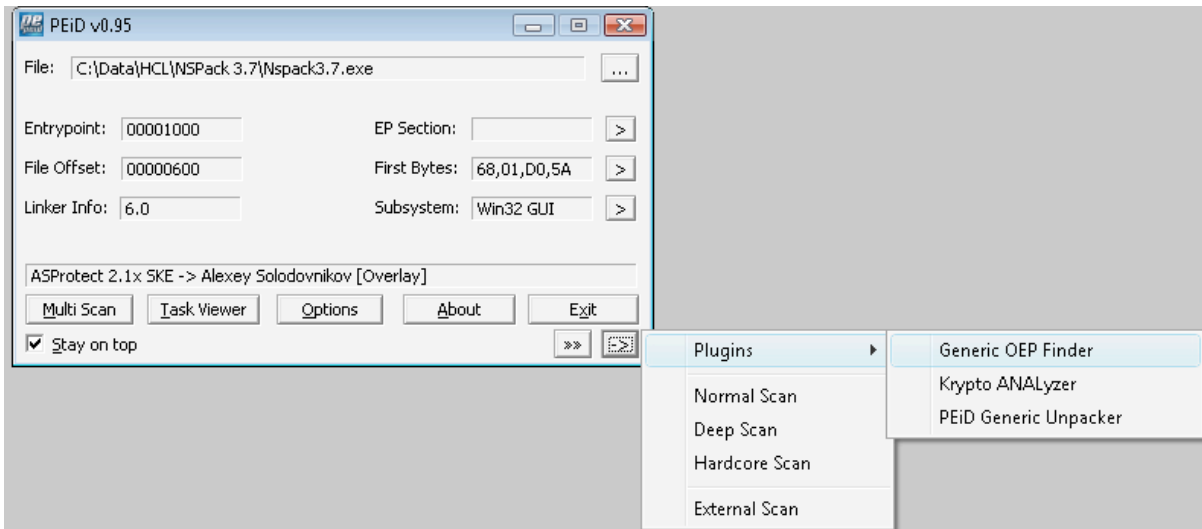 PEiD v0.95
File: C:\Data\HCL\NSPack 3.7\Nspack3.7.exe ...
Entrypoint: 00001000 EP Section: >
File Offset: 00000600 First Bytes: 68,01,D0,5A >
Linker Info: 6.0 Subsystem: Win32 GUI >
ASProtect 2.1x SKE -> Alexey Solodovnikov [Overlay]
Multi Scan Task Viewer Options About Exit
Stay on top »» ->
Plugins Generic OEP Finder
Krypto ANALyzer
Normal Scan
PEiD Generic Unpacker
Deep Scan
Hardcore Scan
External Scan